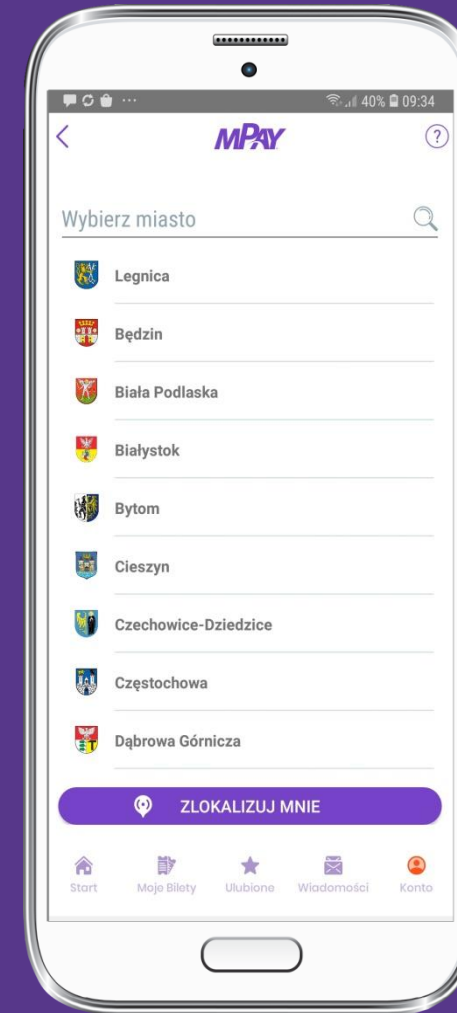 40% 09:34
mPAY
?
Wybierz miasto
Legnica
Będzin
Biała Podlaska
Białystok
Bytom
Cieszyn
Czechowice-Dziedzice
Częstochowa
Dąbrowa Górnicza
ZLOKALIZUJ MNIE
Start Moje Bilety Ulubione Wiadomości Konto